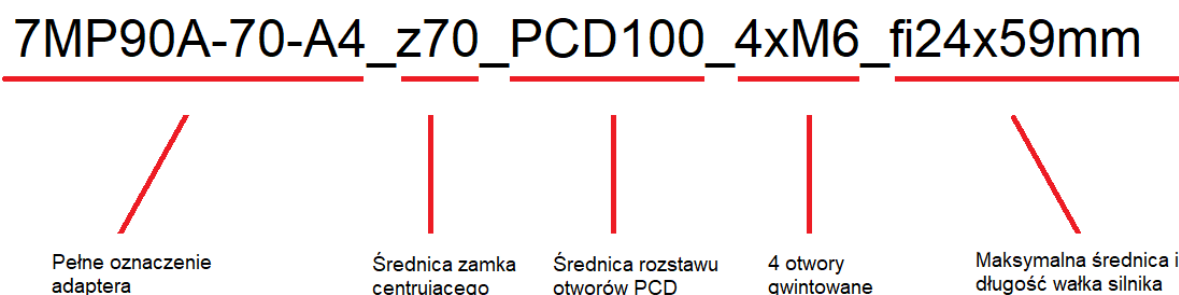 7MP90A-70-A4_z70_PCD100_4xM6_fi24x59mm
Pełne oznaczenie
adaptera
Średnica zamka
centrującego
Średnica rozstawu
otworów PCD
4 otwory
gwintowane
Maksymalna średnica i
długość wałka silnika